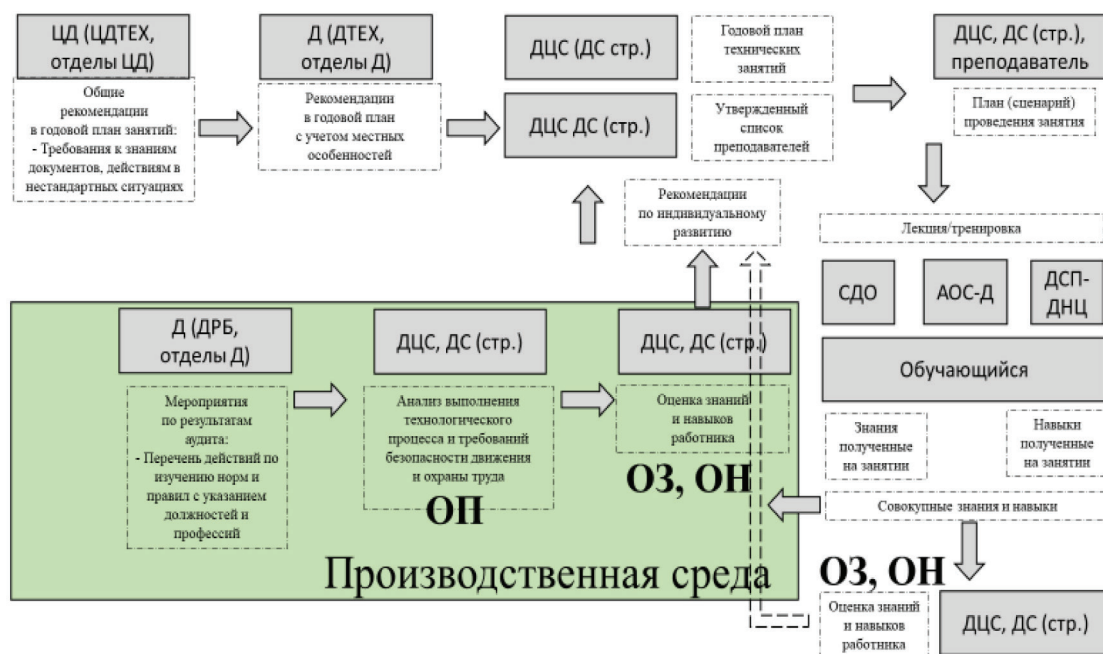 ЦД (ЦДТЕХ,
отделы ЦД)
Общие
рекомендации
в годовой план занятий:
- Требования к знаниям
документов, действиям в
нестандартных ситуациях
Д (ДТЕХ,
отделы Д)
Рекомендации
в годовой план
с учетом местных
особенностей
ДЦС (ДС стр.)
Годовой план
технических
занятий
ДЦС ДС (стр.)
Утвержденный
список
преподавателей
ДЦС, ДС (стр.),
преподаватель
План (сценарий)
проведения занятия
Рекомендации
по индивидуальному
развитию
Лекция/тренировка
СДО
АОС-Д
ДСП-
ДНЦ
Обучающийся
Знания
полученные
на занятии
Навыки
полученные
на занятии
Совокупные знания и навыки
Д (ДРБ,
отделы Д)
Мероприятия
по результатам
аудита:
- Перечень действий по
изучению норм и
правил с указанием
должностей и
профессий
ДЦС, ДС (стр.)
Анализ выполнения
технологического
процесса и требований
безопасности движения
и охраны труда
ОП
ДЦС, ДС (стр.)
Оценка знаний
и навыков
работника
ОЗ, ОН
Производственная среда
ОЗ, ОН
Оценка знаний
и навыков
работника
ДЦС, ДС (стр.)